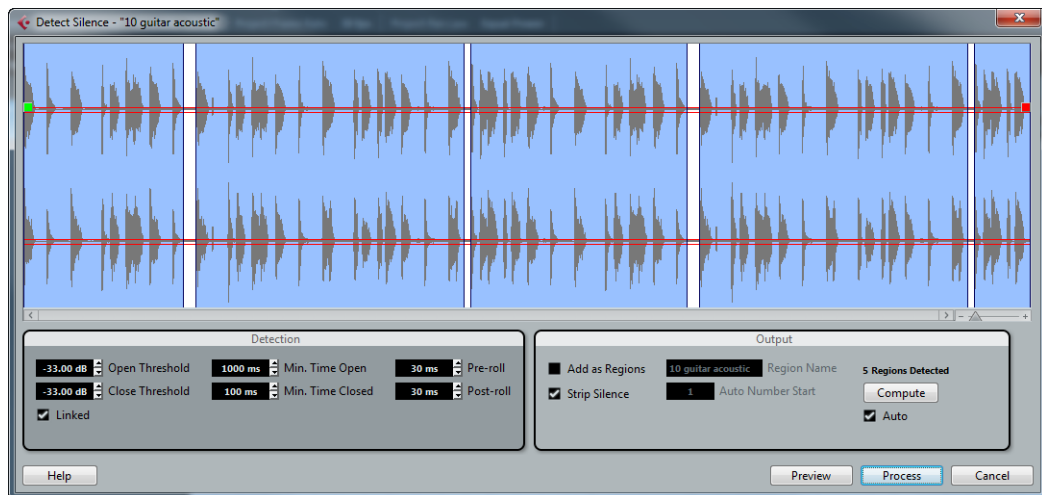 Detect Silence - "10 guitar acoustic"
Detection
-33.00 dB Open Threshold 1000 ms Min. Time Open 30 ms Pre-roll
-33.00 dB Close Threshold 100 ms Min. Time Closed 30 ms Post-roll
Linked
Output
Add as Regions 10 guitar acoustic Region Name 5 Regions Detected
Strip Silence 1 Auto Number Start Compute
Auto
Help Preview Process Cancel